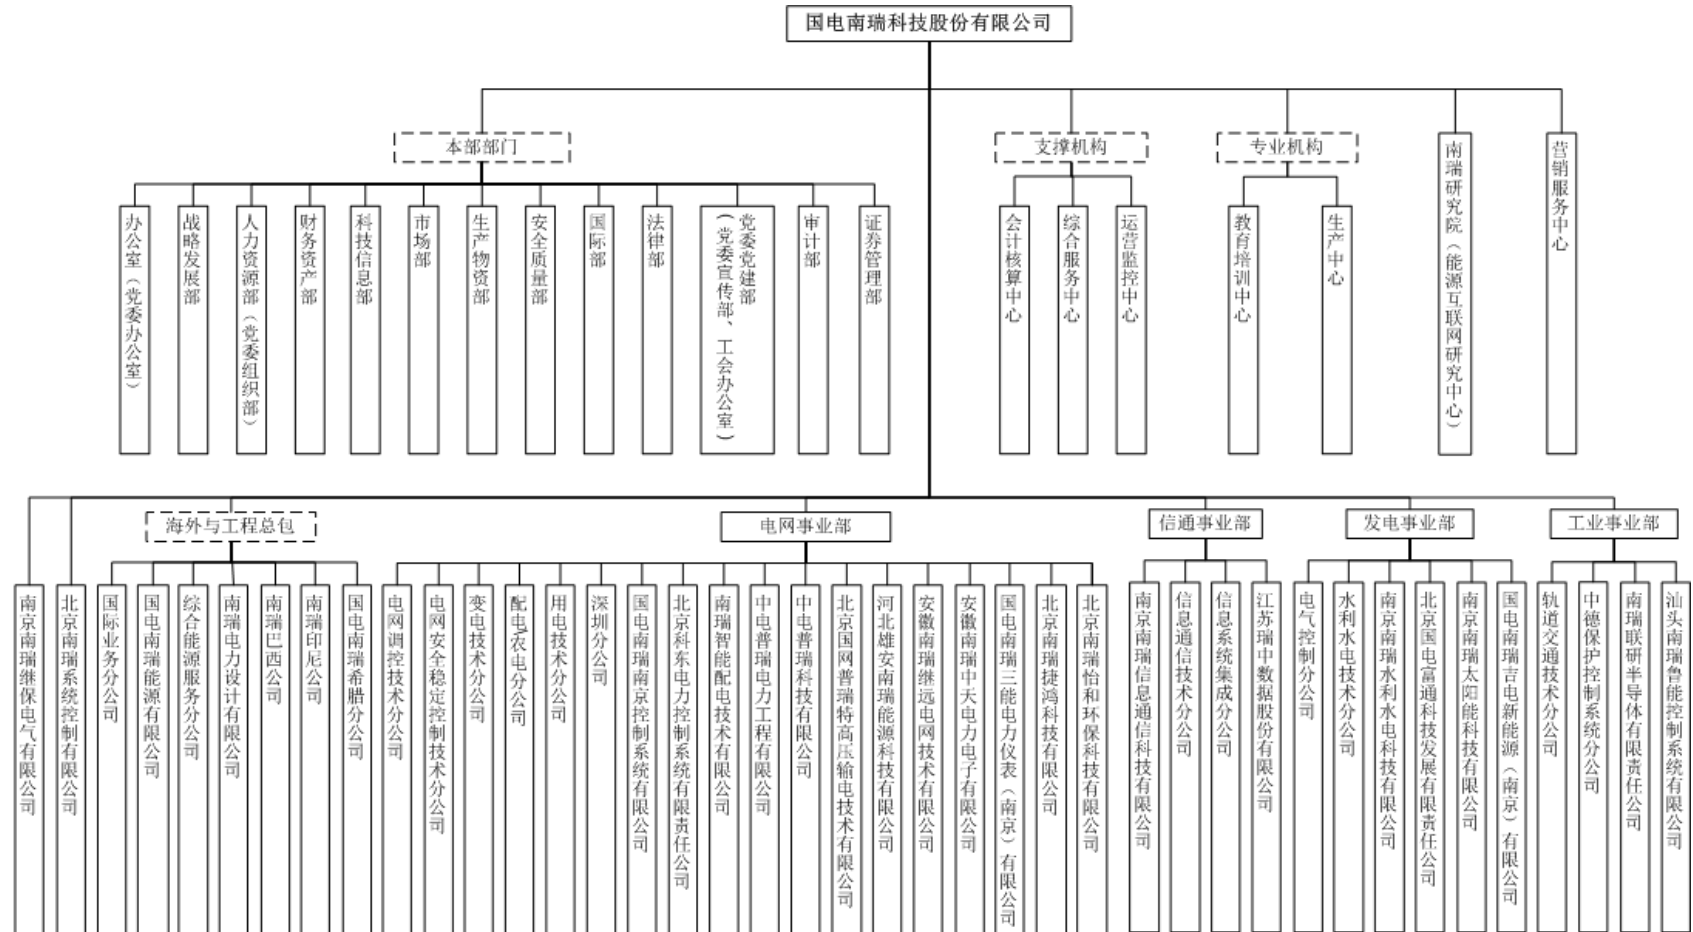 国电南瑞科技股份有限公司
本部部门
支撑机构
专业机构
南瑞研究院（能源互联网研究中心）
营销服务中心
办公室（党委办公室）
战略发展部
人力资源部（党委组织部）
财务资产部
科技信息部
市场部
生产物资部
安全质量部
国际部
法律部
党委党建部
（党委宣传部、工会办公室）
审计部
证券管理部
会计核算中心
综合服务中心
运营监控中心
教育培训中心
生产中心
海外与工程总包
电网事业部
信通事业部
发电事业部
工业事业部
南京南瑞继保电气有限公司
北京南瑞系统控制有限公司
国际业务分公司
国电南瑞能源有限公司
综合能源服务分公司
南瑞电力设计有限公司
南瑞巴西公司
南瑞印尼公司
国电南瑞希腊分公司
电网调控技术分公司
电网安全稳定控制技术分公司
变电技术分公司
配电/农电分公司
用电技术分公司
深圳分公司
国电南瑞南京控制系统有限公司
北京科东电力控制系统有限责任公司
南瑞智能配电技术有限公司
中电普瑞电力工程有限公司
中电普瑞科技有限公司
北京国网普瑞特高压输电技术有限公司
河北雄安南瑞能源科技有限公司
安徽南瑞继远电网技术有限公司
安徽南瑞中天电力电子有限公司
国电南瑞三能电力仪表（南京）有限公司
北京南瑞捷鸿科技有限公司
北京南瑞怡和环保科技有限公司
南京南瑞信息通信科技有限公司
信息通信技术分公司
信息系统集成分公司
江苏瑞中数据股份有限公司
电气控制分公司
水利水电技术分公司
南京南瑞水利水电科技有限公司
北京国电富通科技发展有限责任公司
南京南瑞太阳能科技有限公司
国电南瑞吉电新能源（南京）有限公司
轨道交通技术分公司
中德保护控制系统分公司
南瑞联研半导体有限责任公司
汕头南瑞鲁能控制系统有限公司